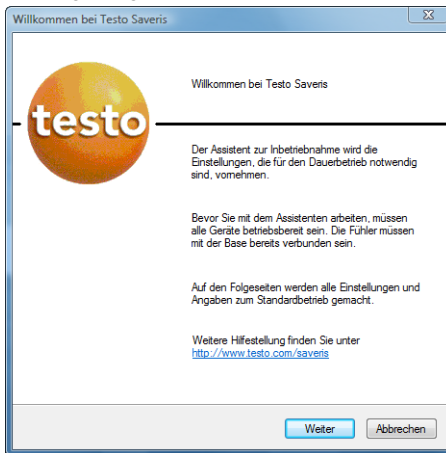 Willkommen bei Testo Saveris
Willkommen bei Testo Saveris
testo
Der Assistent zur Inbetriebnahme wird die
Einstellungen, die für den Dauerbetrieb notwendig
sind, vornehmen.
Bevor Sie mit dem Assistenten arbeiten, müssen
alle Geräte betriebsbereit sein. Die Fühler müssen
mit der Base bereits verbunden sein.
Auf den Folgeseiten werden alle Einstellungen und
Angaben zum Standardbetrieb gemacht.
Weitere Hilfestellung finden Sie unter
http://www.testo.com/saveris
Weiter
Abbrechen